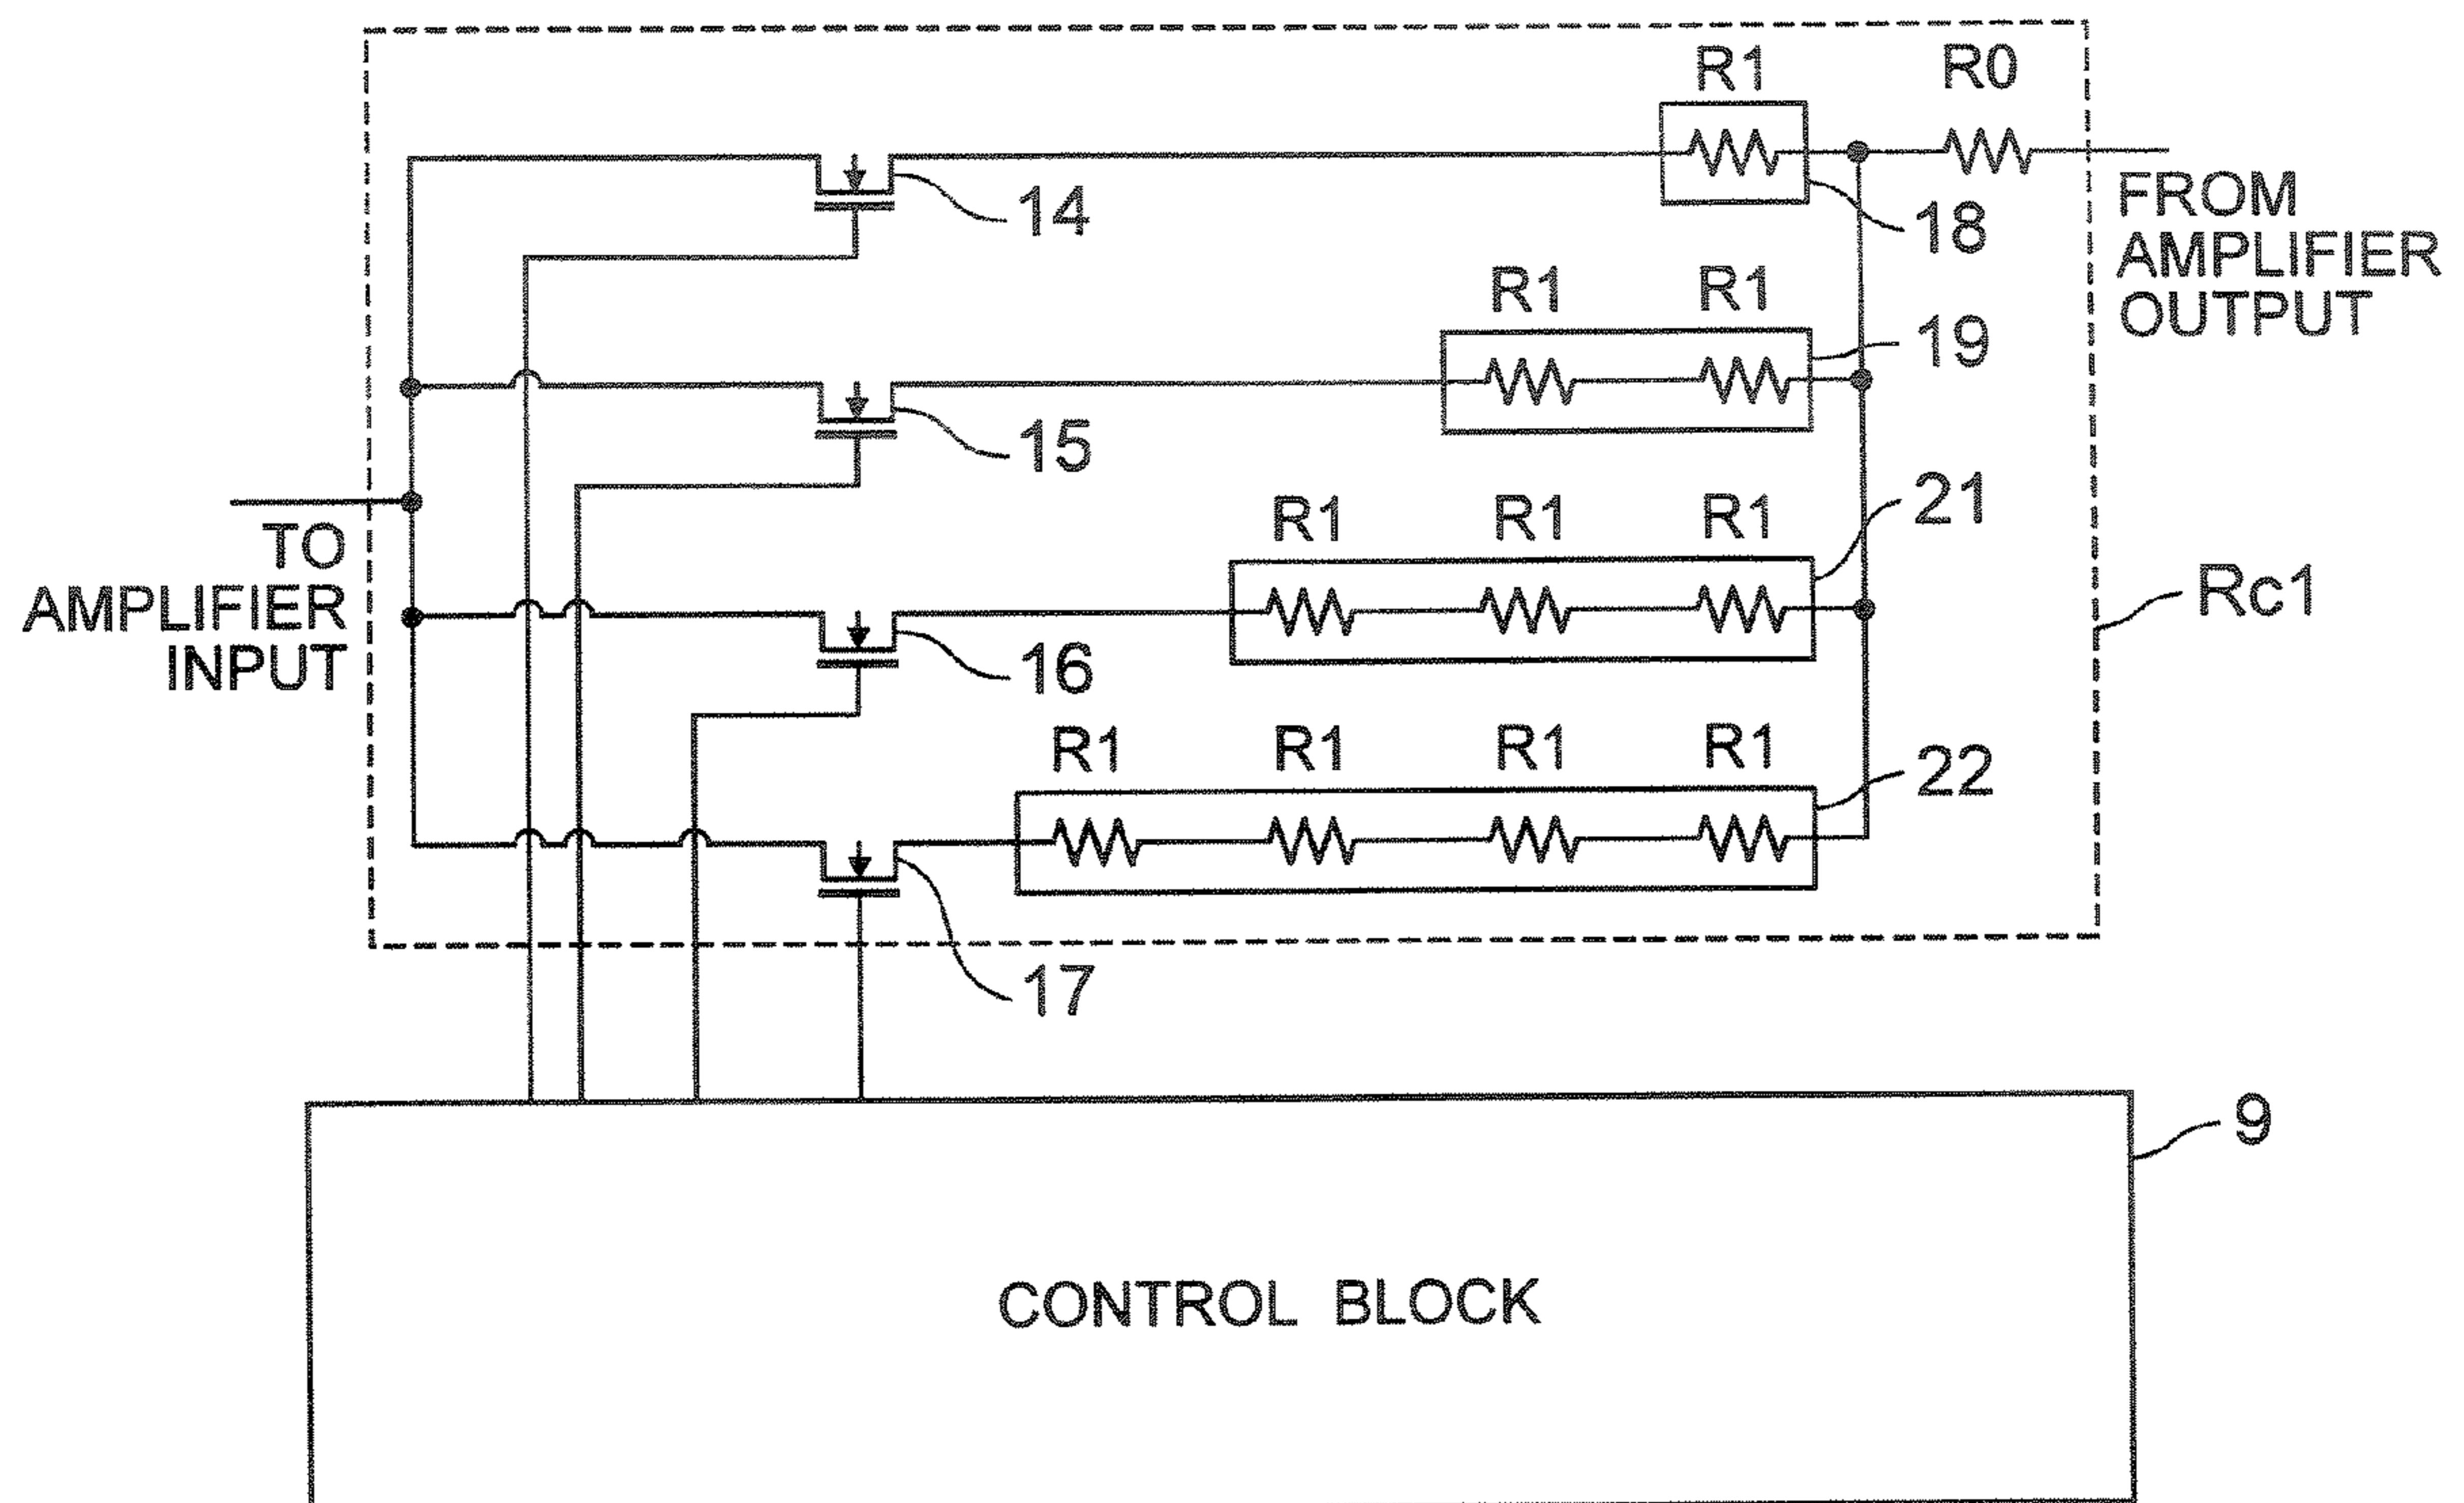 R1 R0
14
18
FROM
AMPLIFIER
OUTPUT
R1 R1
19
15
TO
AMPLIFIER
INPUT
R1 R1 R1
21
16
Rc1
R1 R1 R1 R1
22
17
9
CONTROL BLOCK